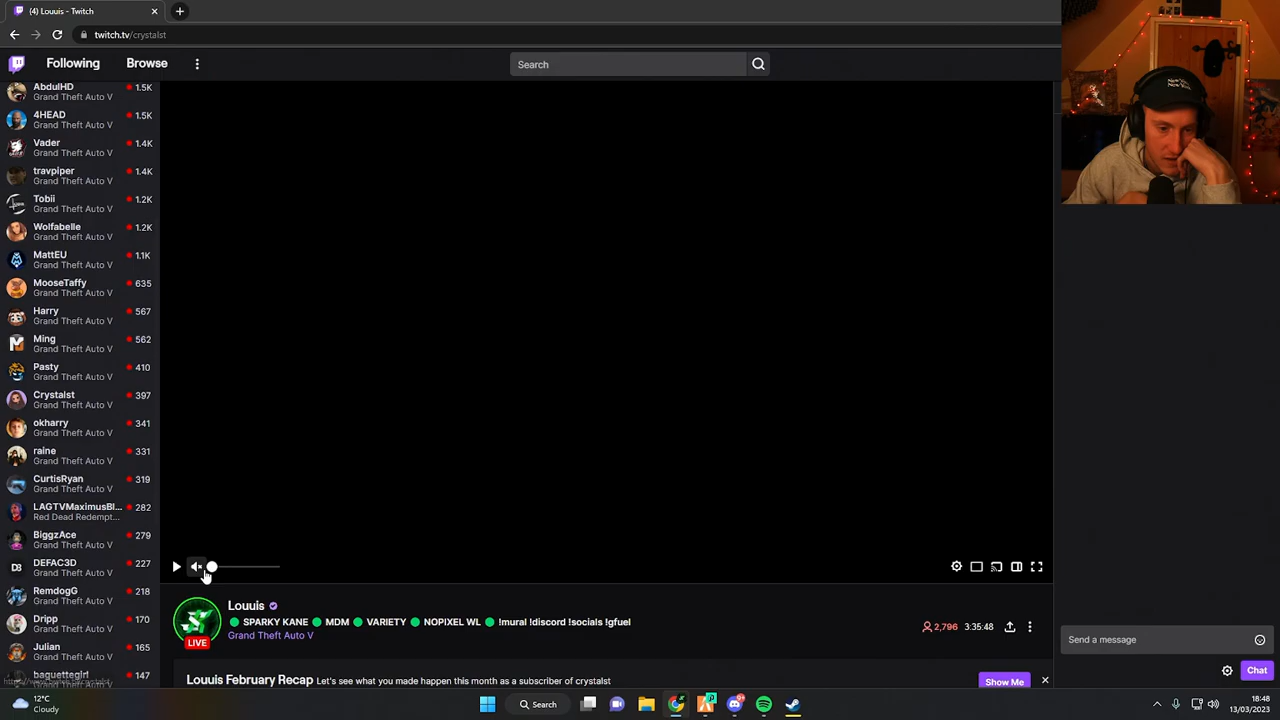 (4) Louuis - Twitch
twitch.tv/crystalst
Following
Browse
Search
AbdulHD
Grand Theft Auto V
1.5K
4HEAD
Grand Theft Auto V
1.5K
Vader
Grand Theft Auto V
1.4K
travpiper
Grand Theft Auto V
1.4K
Tobii
Grand Theft Auto V
1.2K
Wolfabelle
Grand Theft Auto V
1.2K
MattEU
Grand Theft Auto V
1.1K
MooseTaffy
Grand Theft Auto V
635
Harry
Grand Theft Auto V
567
Ming
Grand Theft Auto V
562
Pasty
Grand Theft Auto V
410
Crystalst
Grand Theft Auto V
397
okharry
Grand Theft Auto V
341
raine
Grand Theft Auto V
331
CurtisRyan
Grand Theft Auto V
319
LAGTVMaximusBl...
Red Dead Redempt...
282
BiggzAce
Grand Theft Auto V
279
DEFAC3D
Grand Theft Auto V
227
RemdogG
Grand Theft Auto V
218
Dripp
Grand Theft Auto V
170
Julian
Grand Theft Auto V
165
baguettegirl
147
LIVE
Louuis
SPARKY KANE MDM VARIETY NOPIXEL WL !mural !discord !socials !gfuel
Grand Theft Auto V
2,796
3:35:48
Louuis February Recap Let's see what you made happen this month as a subscriber of crystalst
Show Me
New York
New York
Send a message
Chat
12°C
Cloudy
Search
18:48
13/03/2023